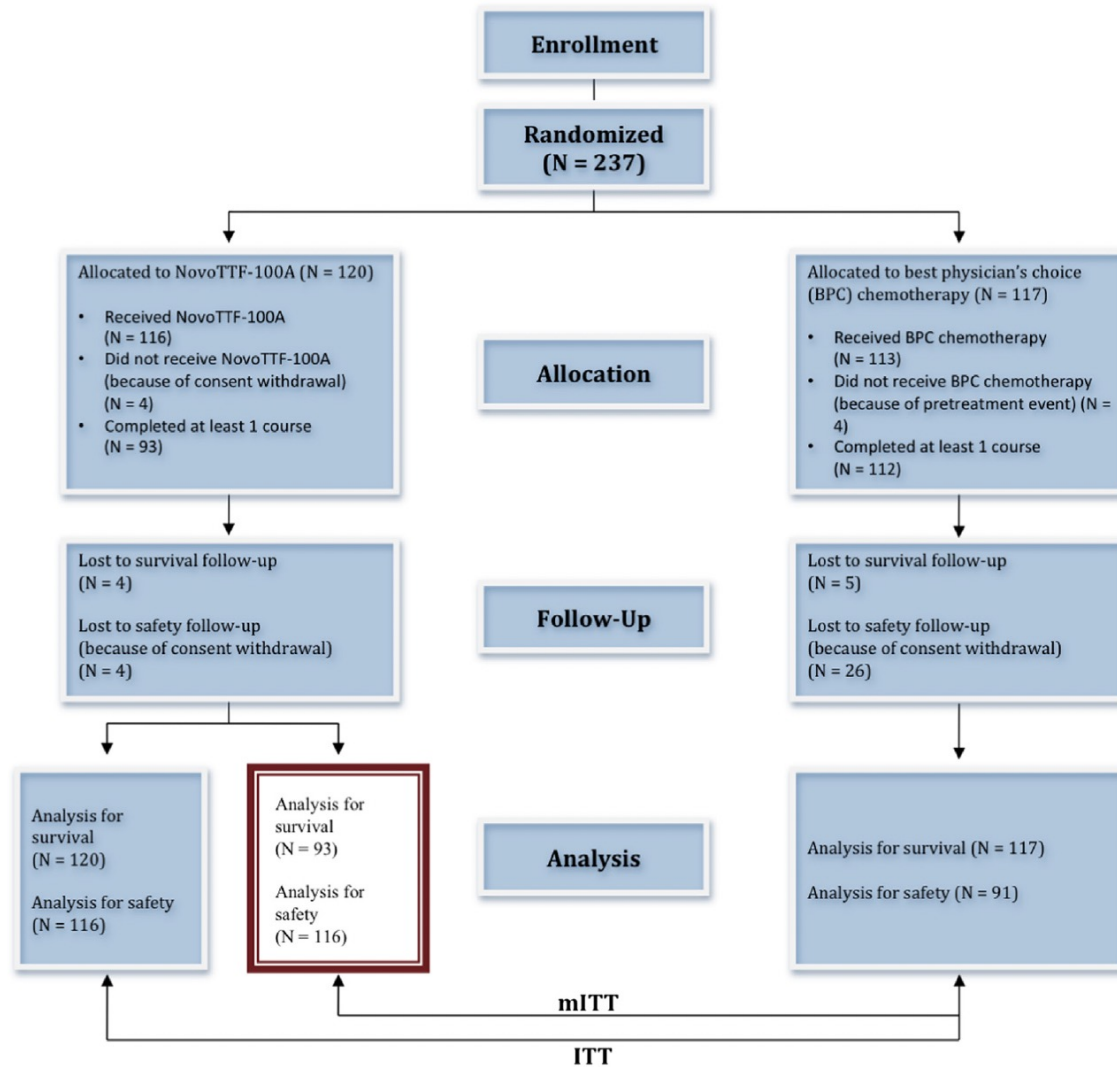 Enrollment
Randomized
(N = 237)
Allocated to NovoTTF-100A (N = 120)
• Received NovoTTF-100A
(N = 116)
• Did not receive NovoTTF-100A
(because of consent withdrawal)
(N = 4)
• Completed at least 1 course
(N = 93)
Allocation
Allocated to best physician's choice
(BPC) chemotherapy (N = 117)
• Received BPC chemotherapy
(N = 113)
• Did not receive BPC chemotherapy
(because of pretreatment event) (N =
4)
• Completed at least 1 course
(N = 112)
Lost to survival follow-up
(N = 4)
Lost to safety follow-up
(because of consent withdrawal)
(N = 4)
Follow-Up
Lost to survival follow-up
(N = 5)
Lost to safety follow-up
(because of consent withdrawal)
(N = 26)
Analysis for
survival
(N = 120)
Analysis for safety
(N = 116)
Analysis for
survival
(N = 93)
Analysis for
safety
(N = 116)
Analysis
Analysis for survival (N = 117)
Analysis for safety (N = 91)
mITT
ITT